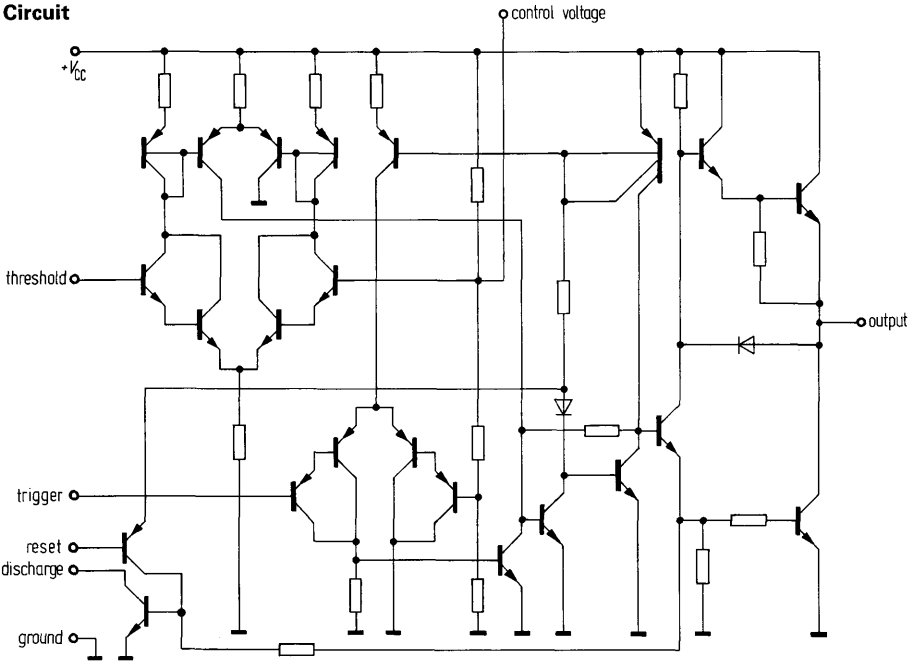 Circuit
control voltage
+VCC
threshold
output
trigger
reset
discharge
ground